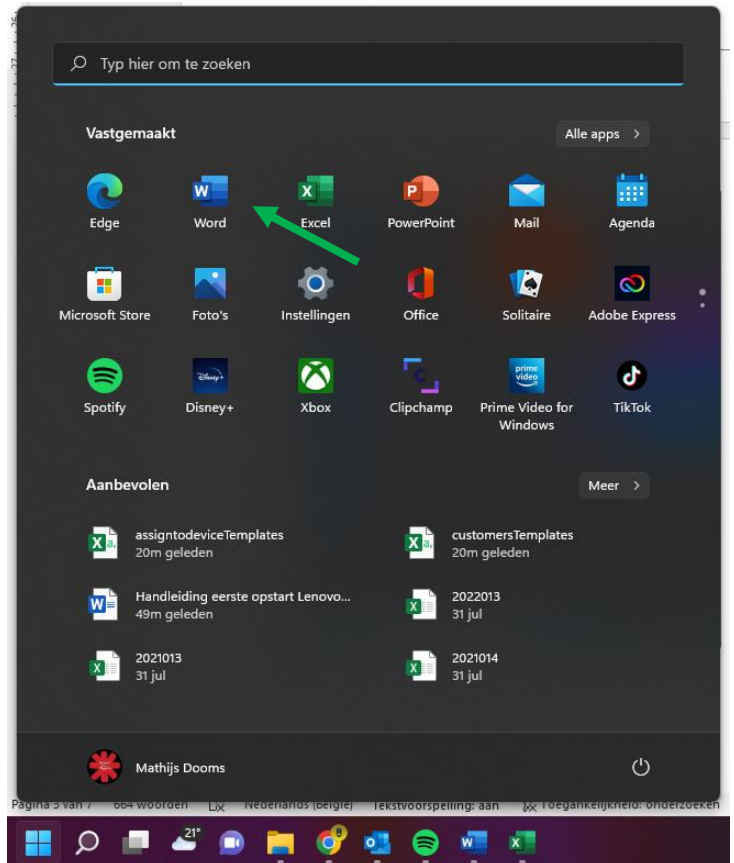 Typ hier om te zoeken
Vastgemaakt
Alle apps >
Edge
Word
Excel
PowerPoint
Mail
Agenda
Microsoft Store
Foto's
Instellingen
Office
Solitaire
Adobe Express
Disney+
prime video
Spotify
Disney+
Xbox
Clipchamp
Prime Video for
Windows
TikTok
Aanbevolen
Meer >
assigntodeviceTemplates
20m geleden
customersTemplates
20m geleden
Handleiding eerste opstart Lenovo...
49m geleden
2022013
31 jul
2021013
31 jul
2021014
31 jul
Mathijs Dooms
Pagina 5 van 7 664 woorden Nederlands (België) Tekstvoorspelling: aan Toegankelijkheid: onderzoeken
21°